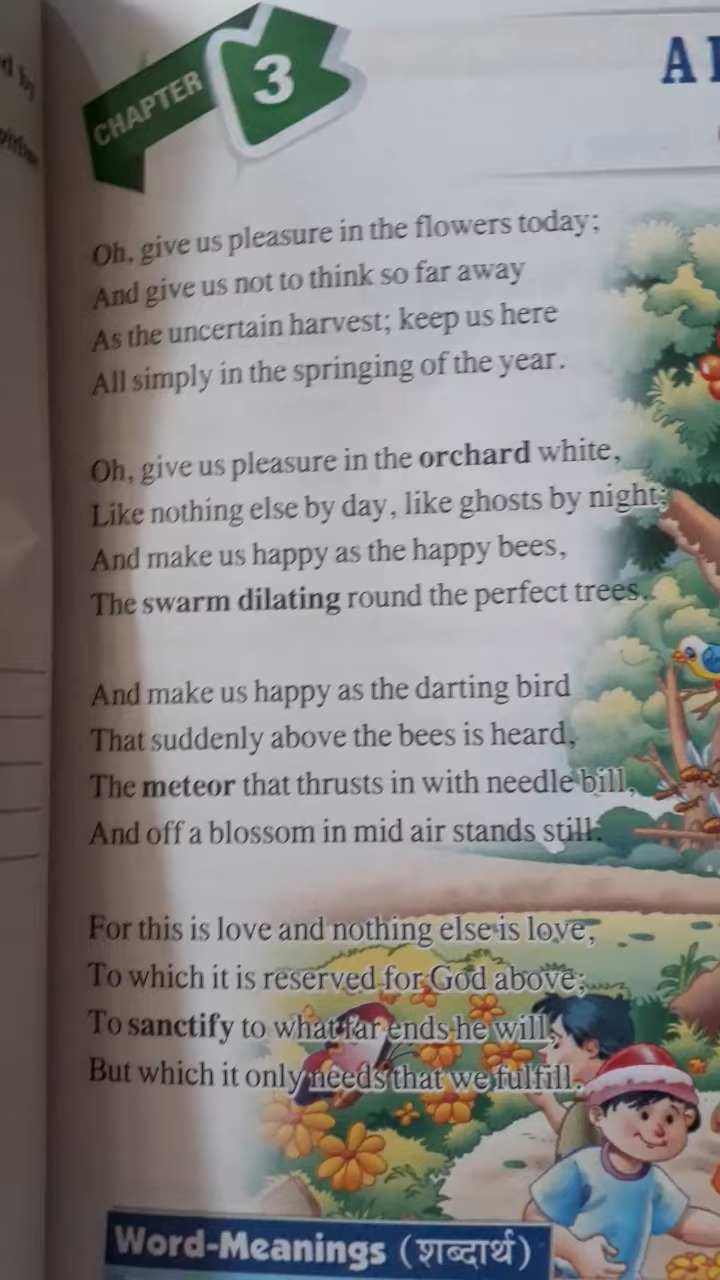 CHAPTER 3
A
Oh, give us pleasure in the flowers today;
And give us not to think so far away
As the uncertain harvest; keep us here
All simply in the springing of the year.
Oh, give us pleasure in the orchard white,
Like nothing else by day, like ghosts by night;
And make us happy as the happy bees,
The swarm dilating round the perfect trees.
And make us happy as the darting bird
That suddenly above the bees is heard,
The meteor that thrusts in with needle bill,
And off a blossom in mid air stands still.
For this is love and nothing else is love,
To which it is reserved for God above;
To sanctify to what far ends he will,
But which it only needs that we fulfill.
Word-Meanings (शब्दार्थ)